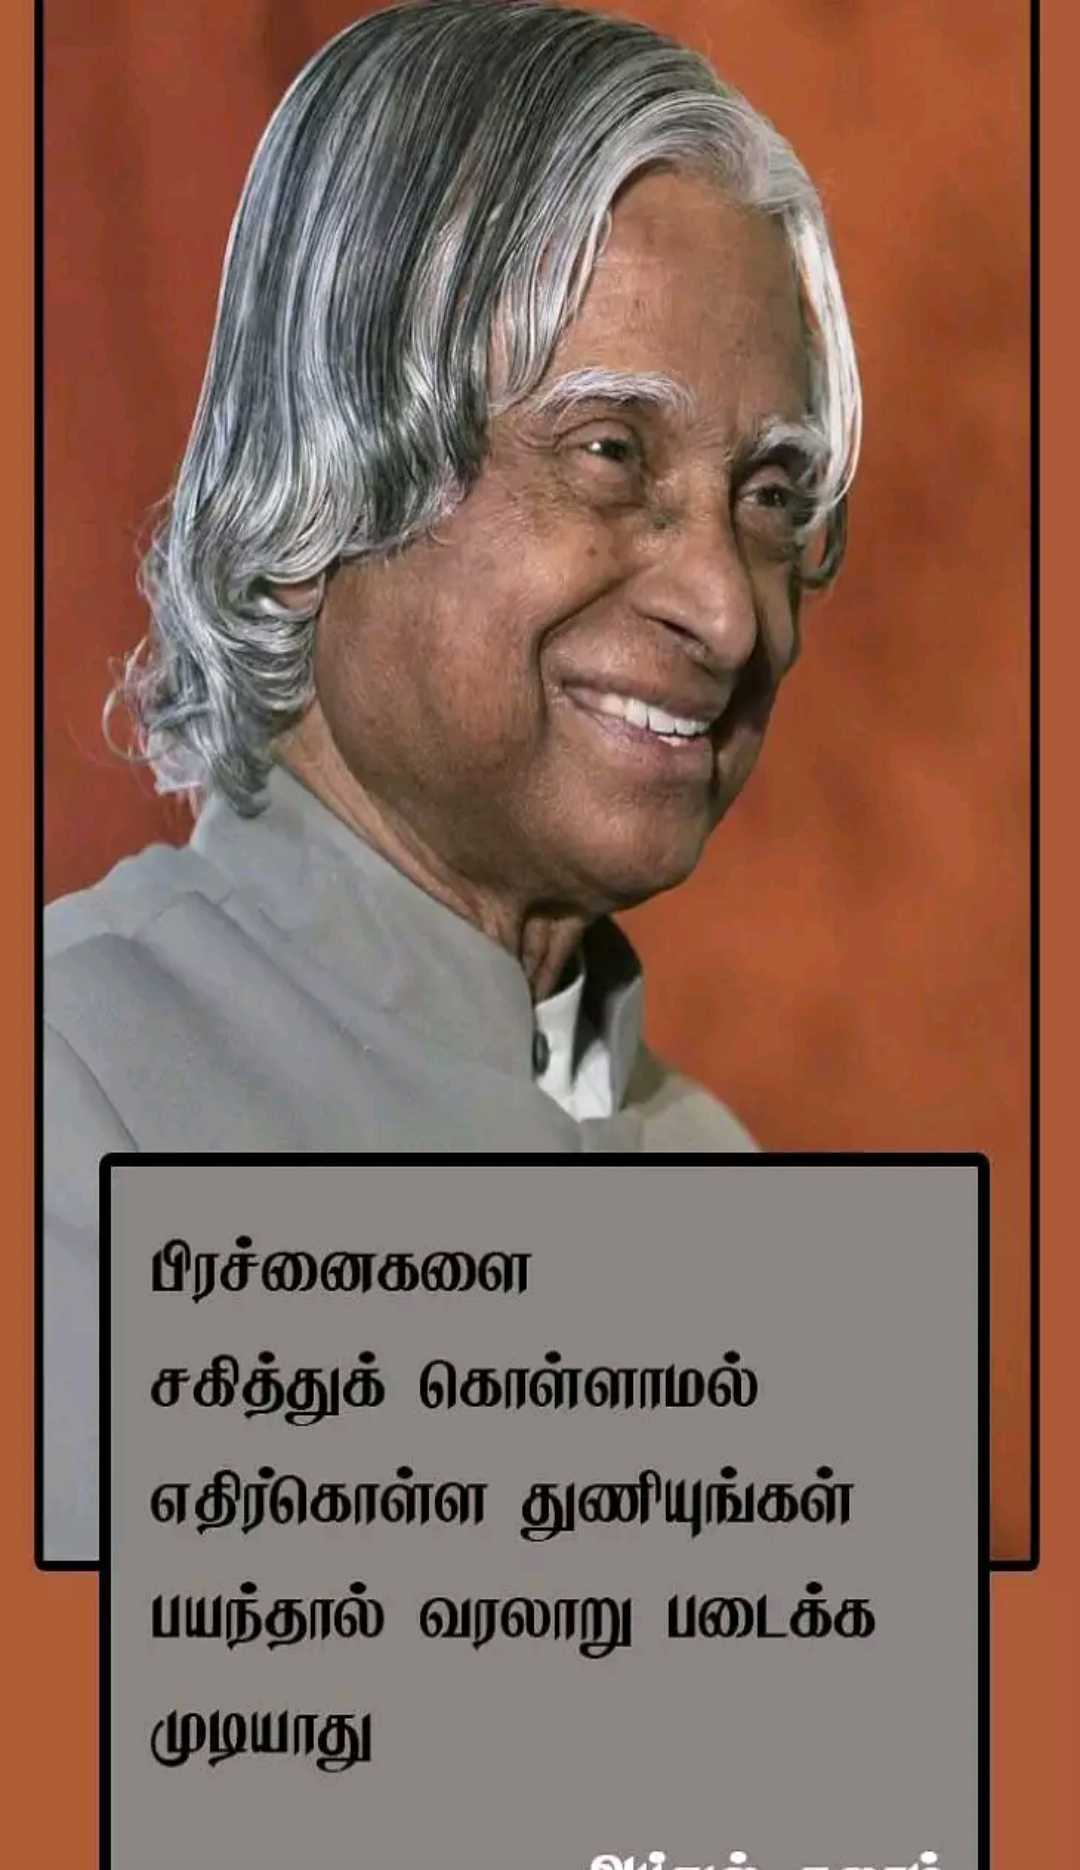 பிரச்னைகளை
சகித்துக் கொள்ளாமல்
எதிர்கொள்ள துணியுங்கள்
பயந்தால் வரலாறு படைக்க
முடியாது